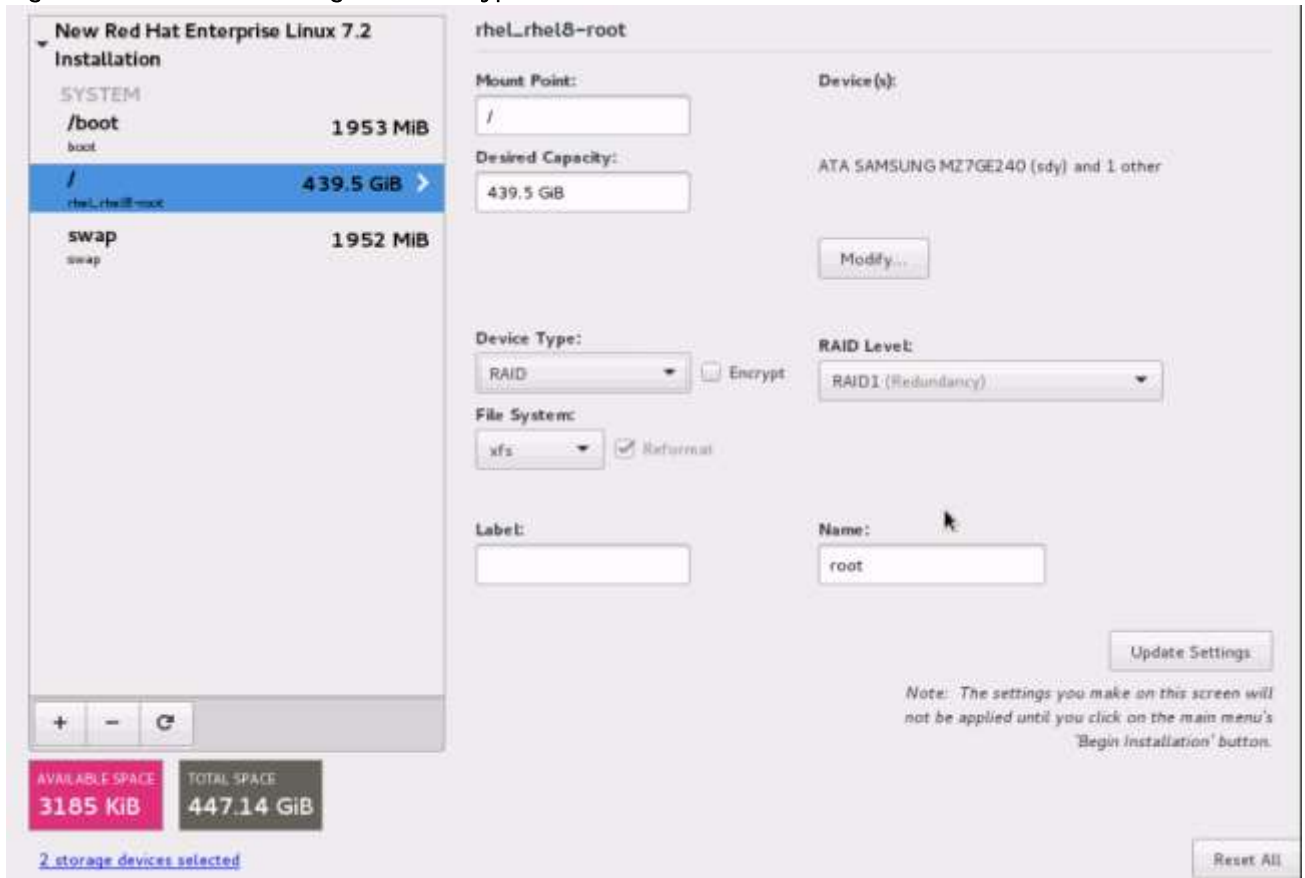 New Red Hat Enterprise Linux 7.2
Installation
SYSTEM
/boot
1953 MiB
boot
/
439.5 GiB
rhel_rhel8-root
swap
1952 MiB
swap
+ -
AVAILABLE SPACE
3185 KiB
TOTAL SPACE
447.14 GiB
2 storage devices selected
rhel_rhel8-root
Mount Point:
/
Desired Capacity:
439.5 GiB
Device(s):
ATA SAMSUNG MZ7GE240 (sdy) and 1 other
Modify...
Device Type:
RAID
Encrypt
RAID Level:
RAID1 (Redundancy)
File System:
xfs
Reformat
Label:
Name:
root
Update Settings
Note: The settings you make on this screen will
not be applied until you click on the main menu's
'Begin Installation' button.
Reset All